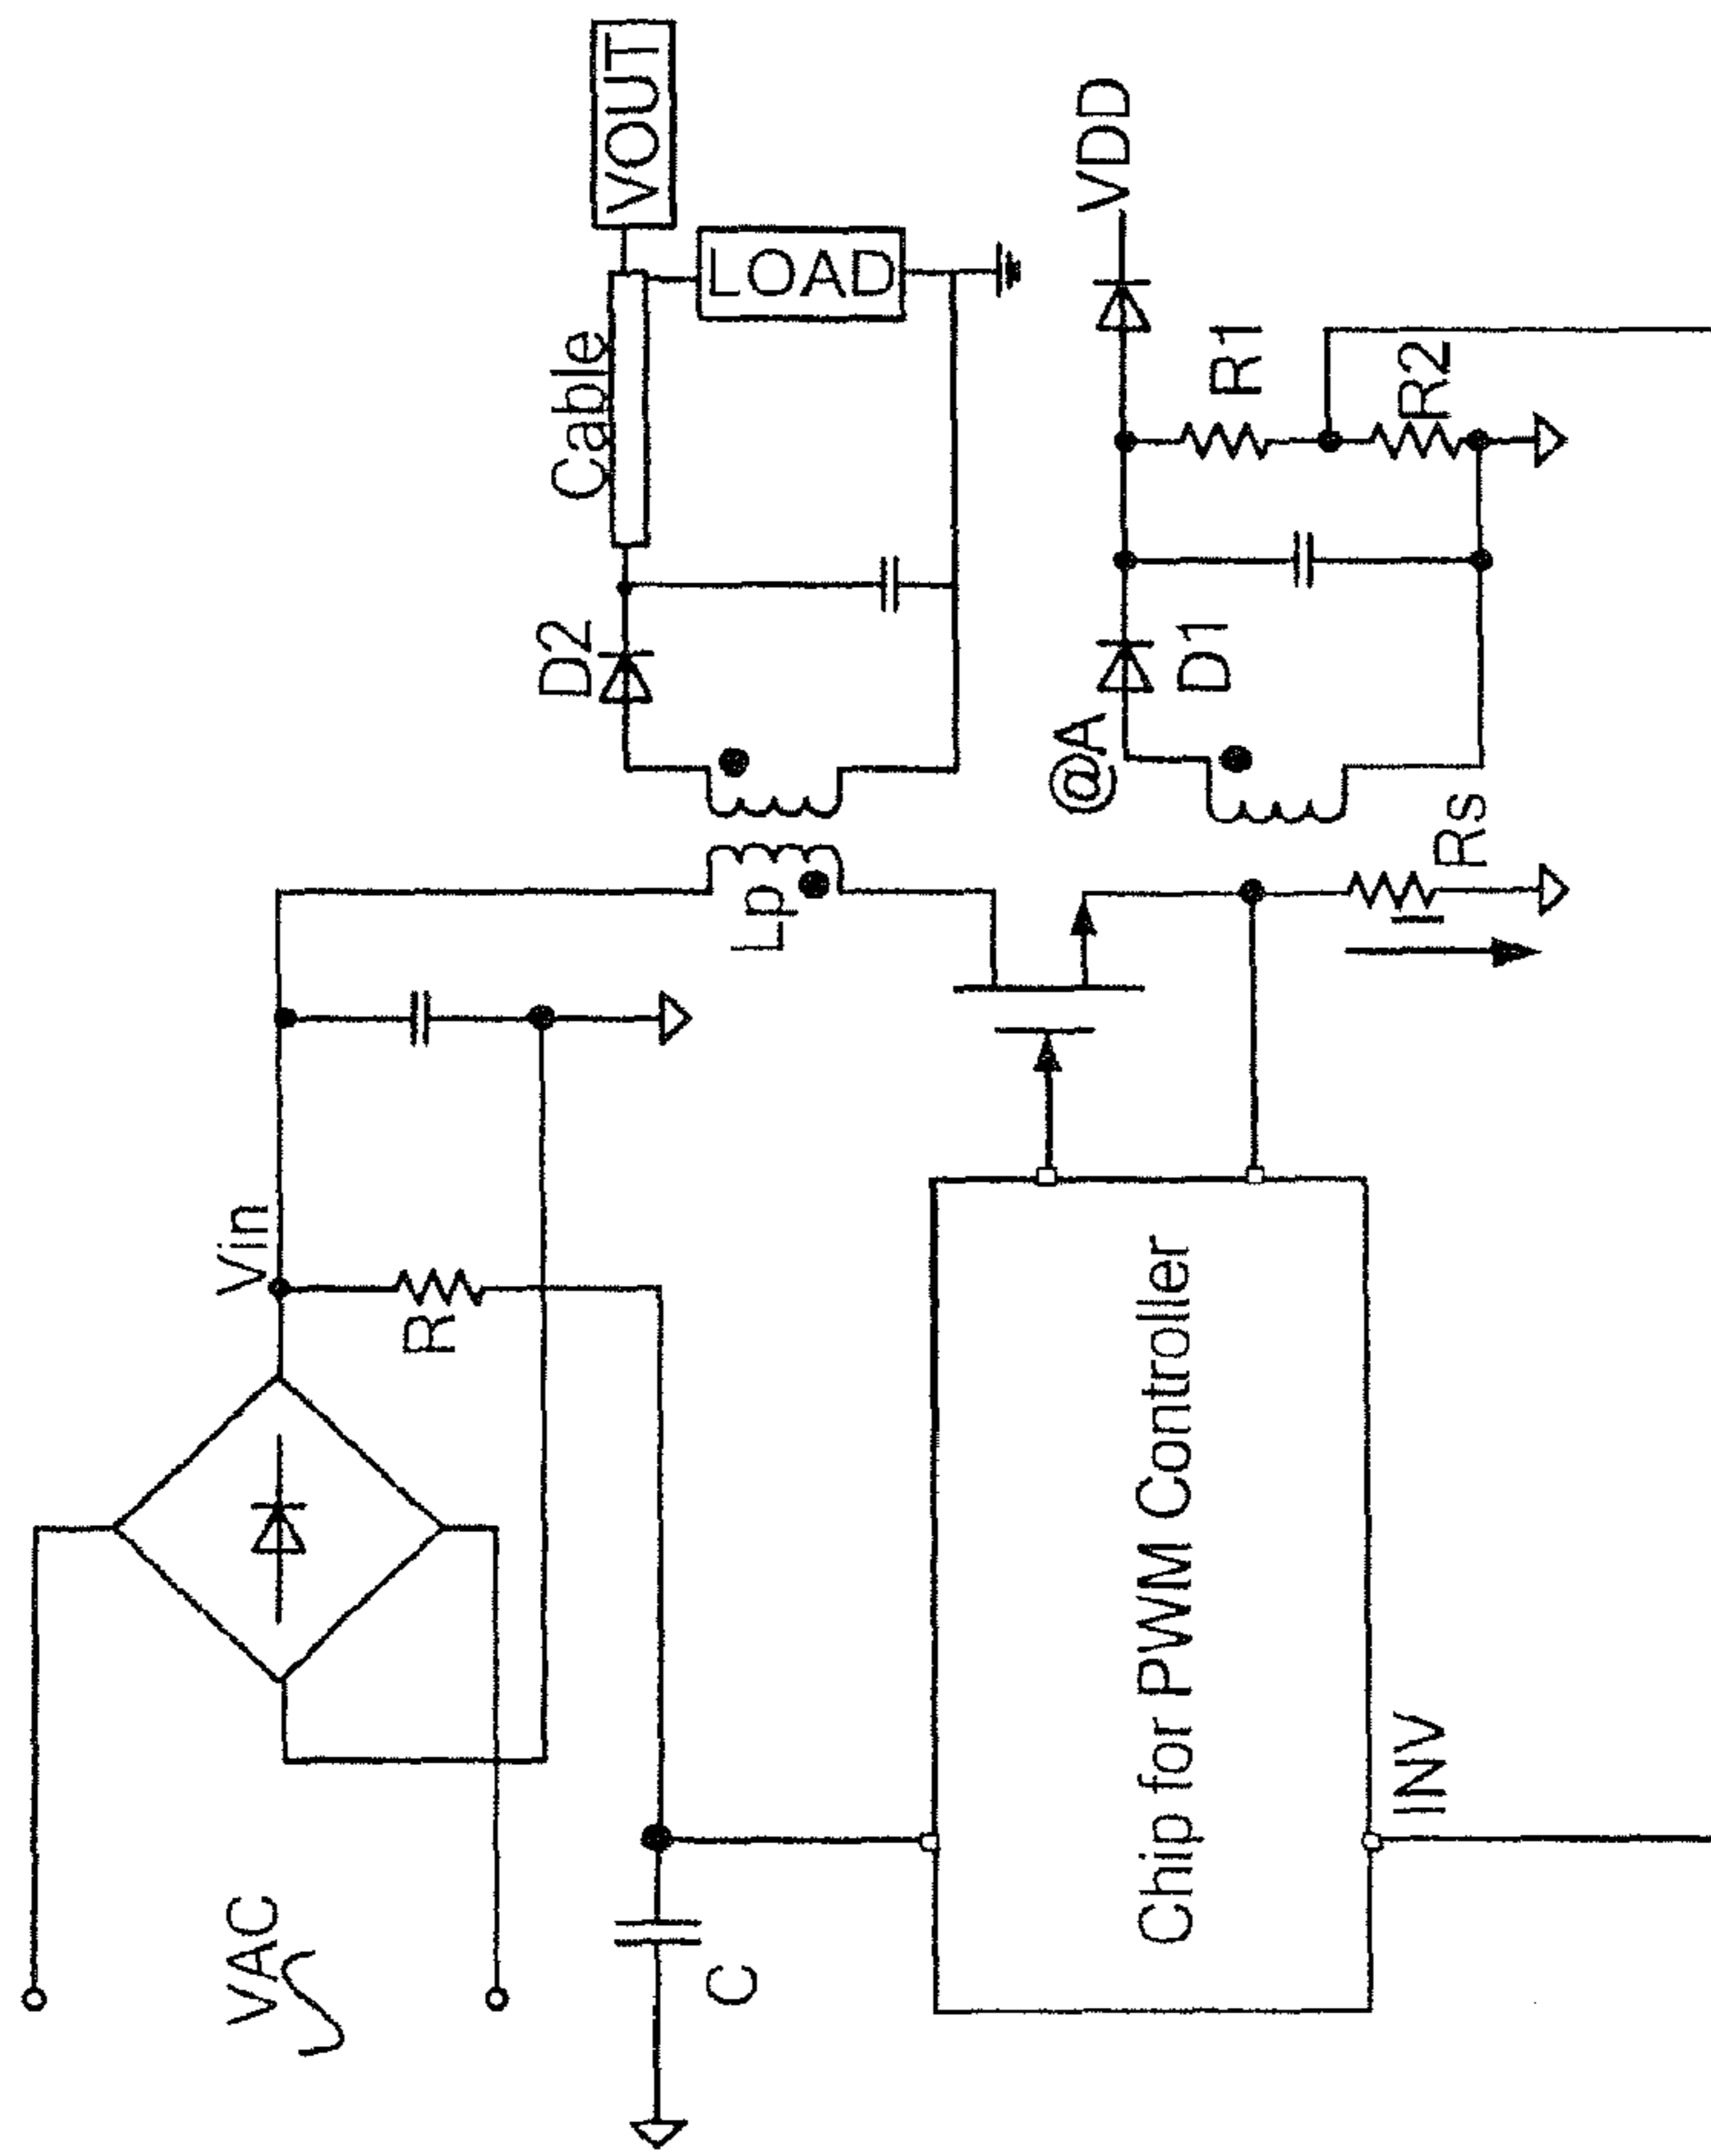 VAC
Vin
R
C
Lp
D2
Cable
VOUT
LOAD
@A
D1
VDD
R1
R2
Rs
I
Chip for PWM Controller
INV